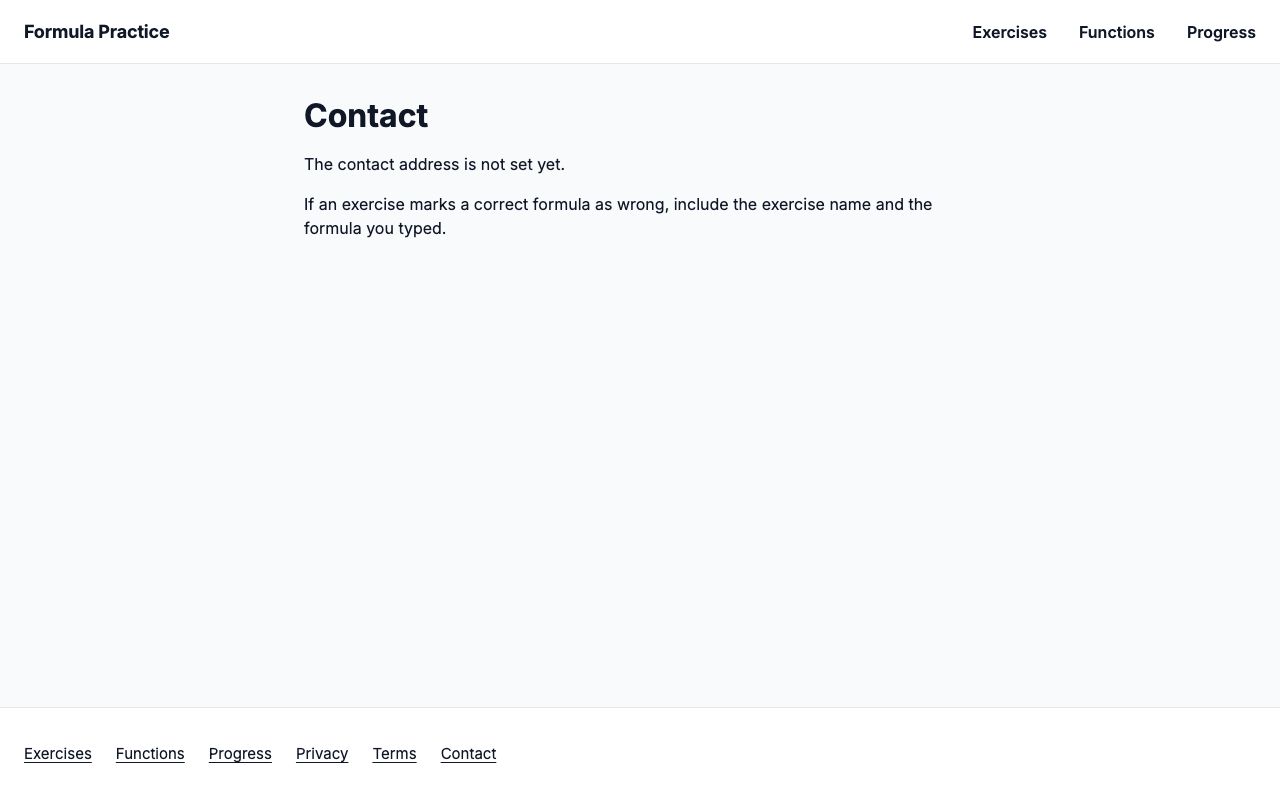 Formula Practice
Exercises Functions Progress
Contact
The contact address is not set yet.
If an exercise marks a correct formula as wrong, include the exercise name and the
formula you typed.
Exercises Functions Progress Privacy Terms Contact